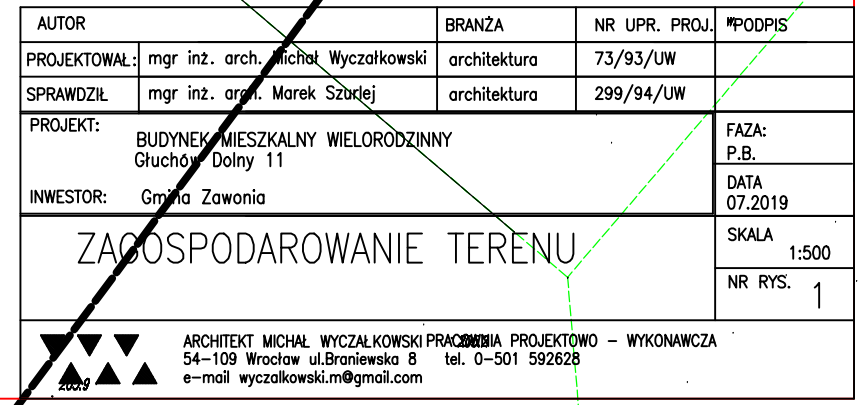 AUTOR BRANŻA NR UPR. PROJ. PODPIS
PROJEKTOWAŁ: mgr inż. arch. Michał Wyczałkowski architektura 73/93/UW
SPRAWDZIŁ mgr inż. arch. Marek Szurlej architektura 299/94/UW
PROJEKT:
BUDYNEK MIESZKALNY WIELORODZINNY
Głuchów Dolny 11
INWESTOR: Gmina Zawonia
FAZA:
P.B.
DATA
07.2019
ZAGOSPODAROWANIE TERENU
SKALA
1:500
NR RYS.
1
ARCHITEKT MICHAŁ WYCZAŁKOWSKI PRACOWNIA PROJEKTOWO – WYKONAWCZA
54–109 Wrocław ul.Braniewska 8 tel. 0–501 592628
e–mail wyczalkowski.m@gmail.com